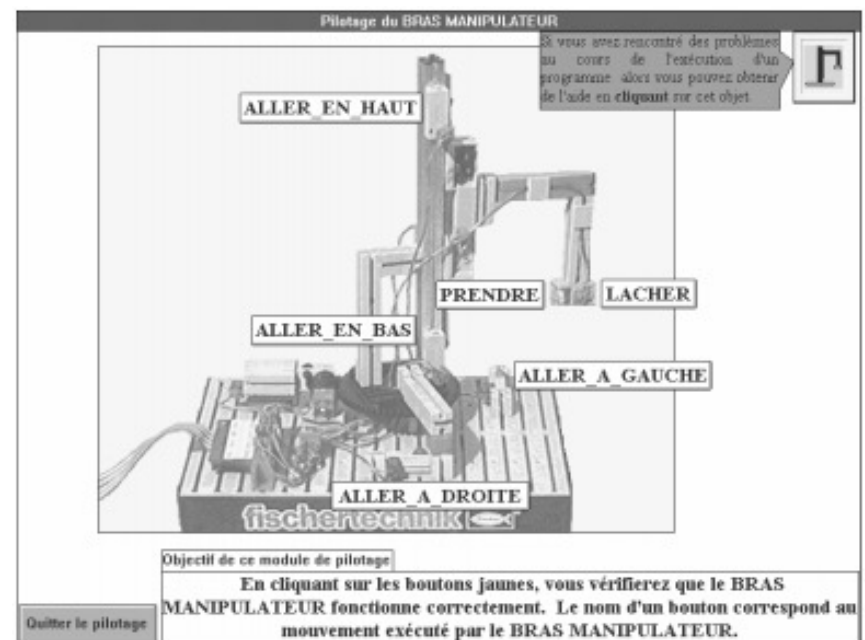 Pilotage du BRAS MANIPULATEUR
Si vous avez rencontré des problèmes
au cours de l'exécution d'un
programme alors vous pouvez obtenir
de l'aide en cliquant sur cet objet.
ALLER_EN_HAUT
PRENDRE
LACHER
ALLER_EN_BAS
ALLER_A_GAUCHE
ALLER_A_DROITE
fischertechnik
Objectif de ce module de pilotage
En cliquant sur les boutons jaunes, vous vérifierez que le BRAS
MANIPULATEUR fonctionne correctement. Le nom d'un bouton correspond au
mouvement exécuté par le BRAS MANIPULATEUR.
Quitter le pilotage